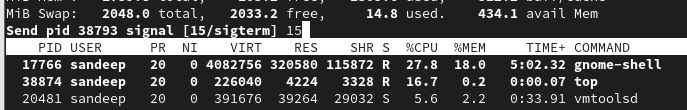 MiB Swap: 2048.0 total, 2033.2 free, 14.8 used. 434.1 avail Mem
Send pid 38793 signal [15/sigterm] 15
PID USER PR NI VIRT RES SHR S %CPU %MEM TIME+ COMMAND
17766 sandeep 20 0 4082756 320580 115872 R 27.8 18.0 5:02.32 gnome-shell
38874 sandeep 20 0 226040 4224 3328 R 16.7 0.2 0:00.07 top
20481 sandeep 20 0 391676 39264 29032 S 5.6 2.2 0:33.91 vmtoolsd